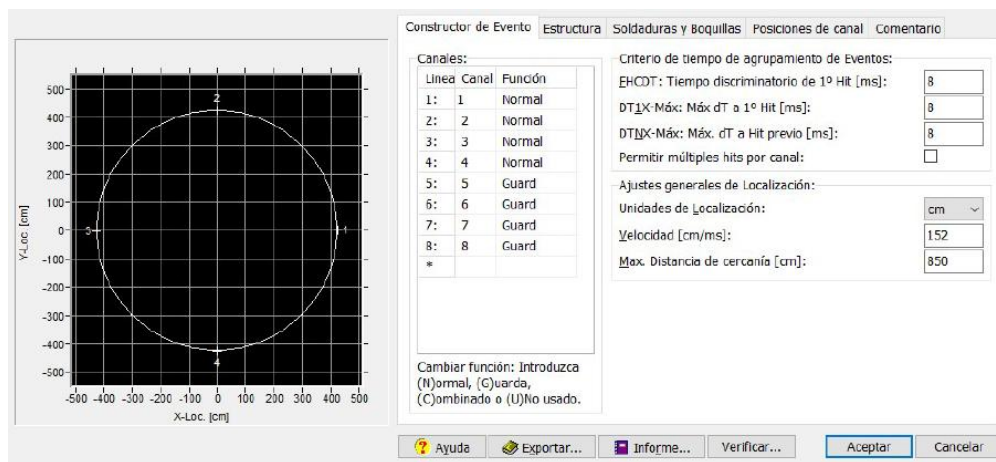 Constructor de Evento Estructura Soldaduras y Boquillas Posiciones de canal Comentario
Canales:
Línea Canal Función
1: 1 Normal
2: 2 Normal
3: 3 Normal
4: 4 Normal
5: 5 Guard
6: 6 Guard
7: 7 Guard
8: 8 Guard
*
Cambiar función: Introduzca
(N)ormal, (G)uarda,
(C)ombinado o (U)No usado.
Criterio de tiempo de agrupamiento de Eventos:
FHCDT: Tiempo discriminatorio de 1º Hit [ms]: 8
DT1X-Máx: Máx dT a 1º Hit [ms]: 8
DTNX-Máx: Máx. dT a Hit previo [ms]: 8
Permitir múltiples hits por canal:
Ajustes generales de Localización:
Unidades de Localización: cm
Velocidad [cm/ms]: 152
Max. Distancia de cercanía [cm]: 850
Y-Loc. [cm]
500
400
300
200
100
0
-100
-200
-300
-400
-500
2
3
1
4
-500 -400 -300 -200 -100 0 100 200 300 400 500
X-Loc. [cm]
Ayuda Exportar... Informe... Verificar... Aceptar Cancelar